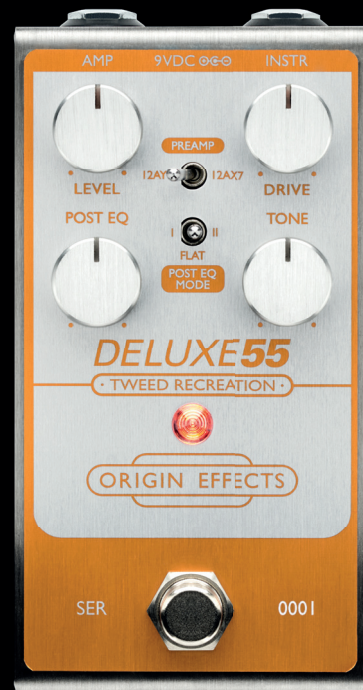 AMP 9VDC INSTR
PREAMP
12AY7 12AX7
LEVEL DRIVE
POST EQ TONE
I II
FLAT
POST EQ
MODE
DELUXE55
· TWEED RECREATION ·
ORIGIN EFFECTS
SER 0001